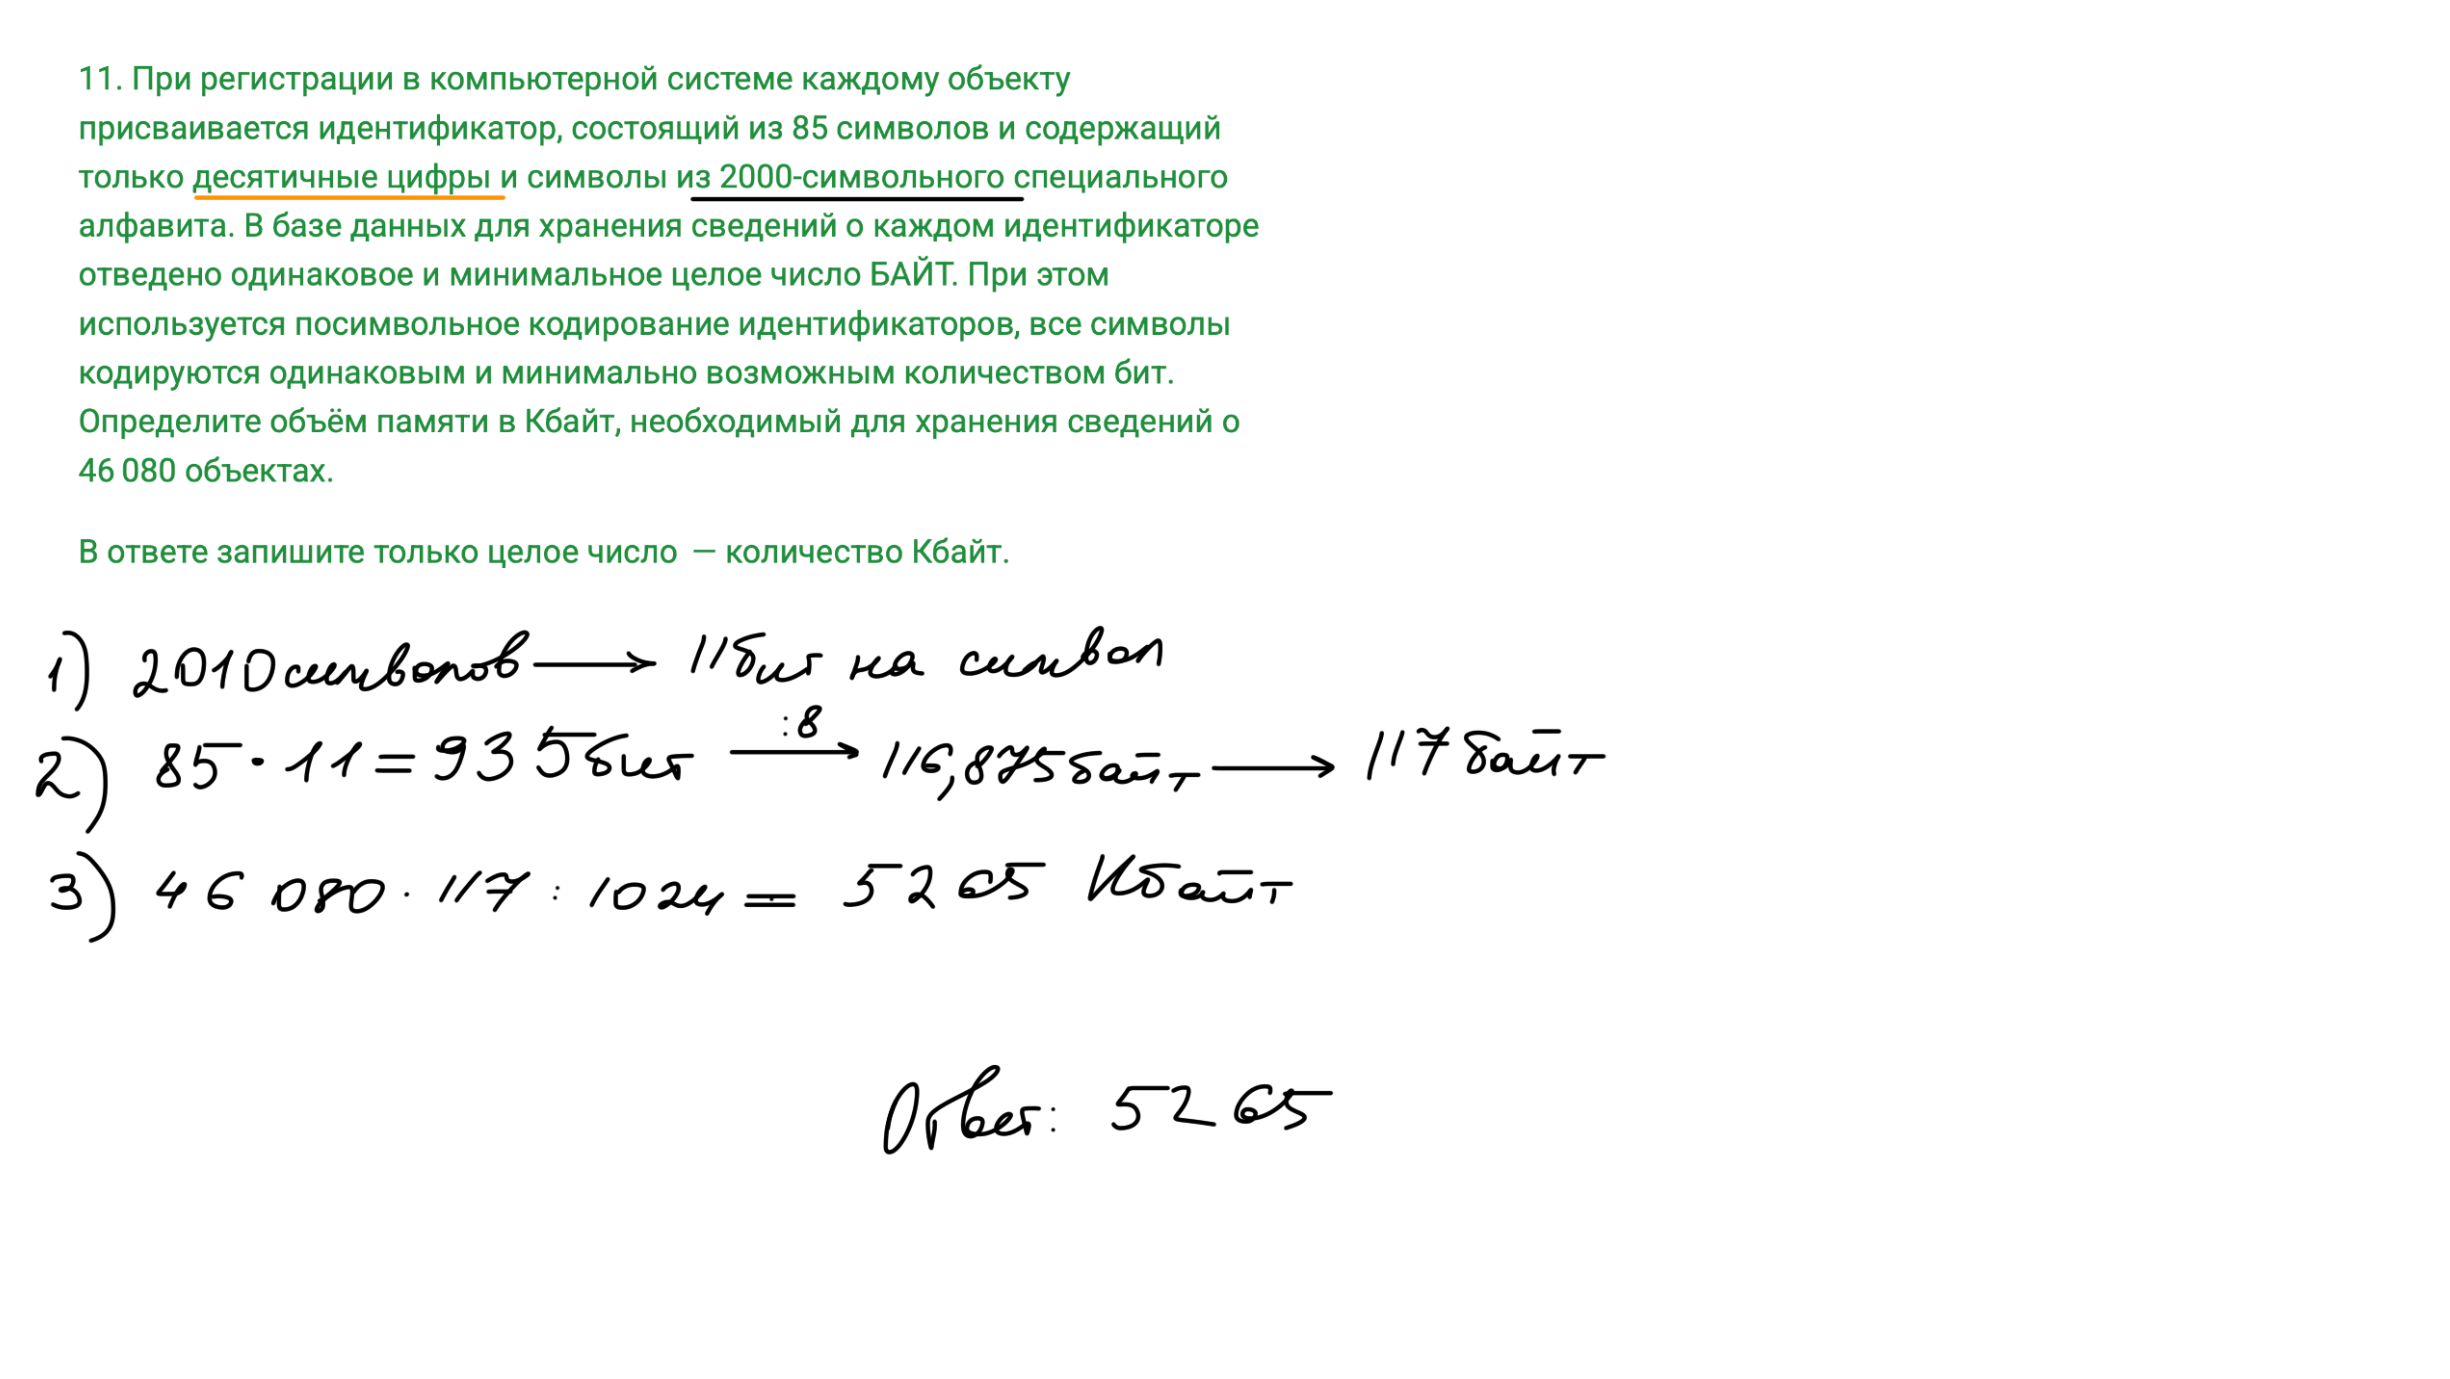 11. При регистрации в компьютерной системе каждому объекту
присваивается идентификатор, состоящий из 85 символов и содержащий
только десятичные цифры и символы из 2000-символьного специального
алфавита. В базе данных для хранения сведений о каждом идентификаторе
отведено одинаковое и минимальное целое число БАЙТ. При этом
используется посимвольное кодирование идентификаторов, все символы
кодируются одинаковым и минимально возможным количеством бит.
Определите объём памяти в Кбайт, необходимый для хранения сведений о
46 080 объектах.
В ответе запишите только целое число — количество Кбайт.
1) 2010 символов → 11 бит на символ
2) 85 · 11 = 935 бит :8 → 116,875 байт → 117 байт
3) 46 080 · 117 : 1024 = 5265 Кбайт
Ответ: 5265